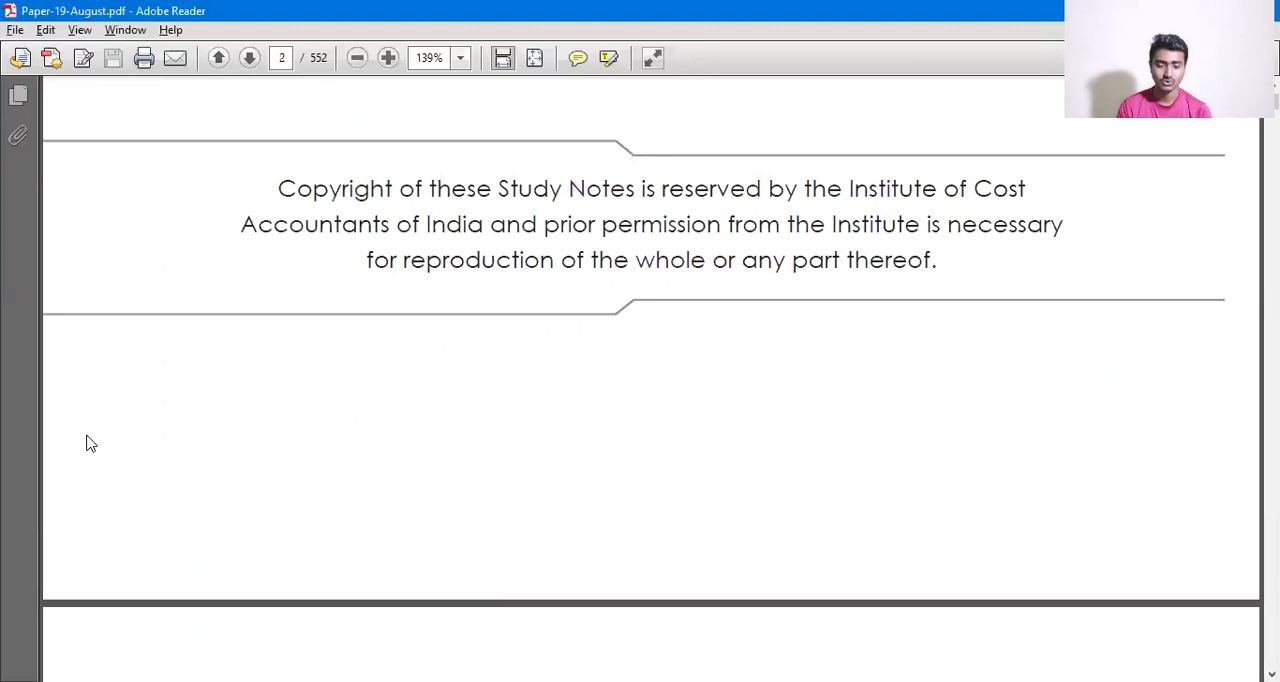 Paper-19-August.pdf - Adobe Reader
File Edit View Window Help
2 / 552 139%
Copyright of these Study Notes is reserved by the Institute of Cost
Accountants of India and prior permission from the Institute is necessary
for reproduction of the whole or any part thereof.